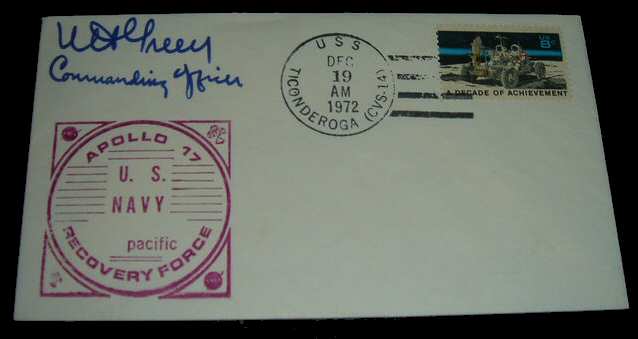 Commanding Officer
USS
TICONDEROGA (CVS-14)
DEC
19
AM
1972
US
8c
A DECADE OF ACHIEVEMENT
APOLLO 17
U. S.
NAVY
pacific
RECOVERY FORCE